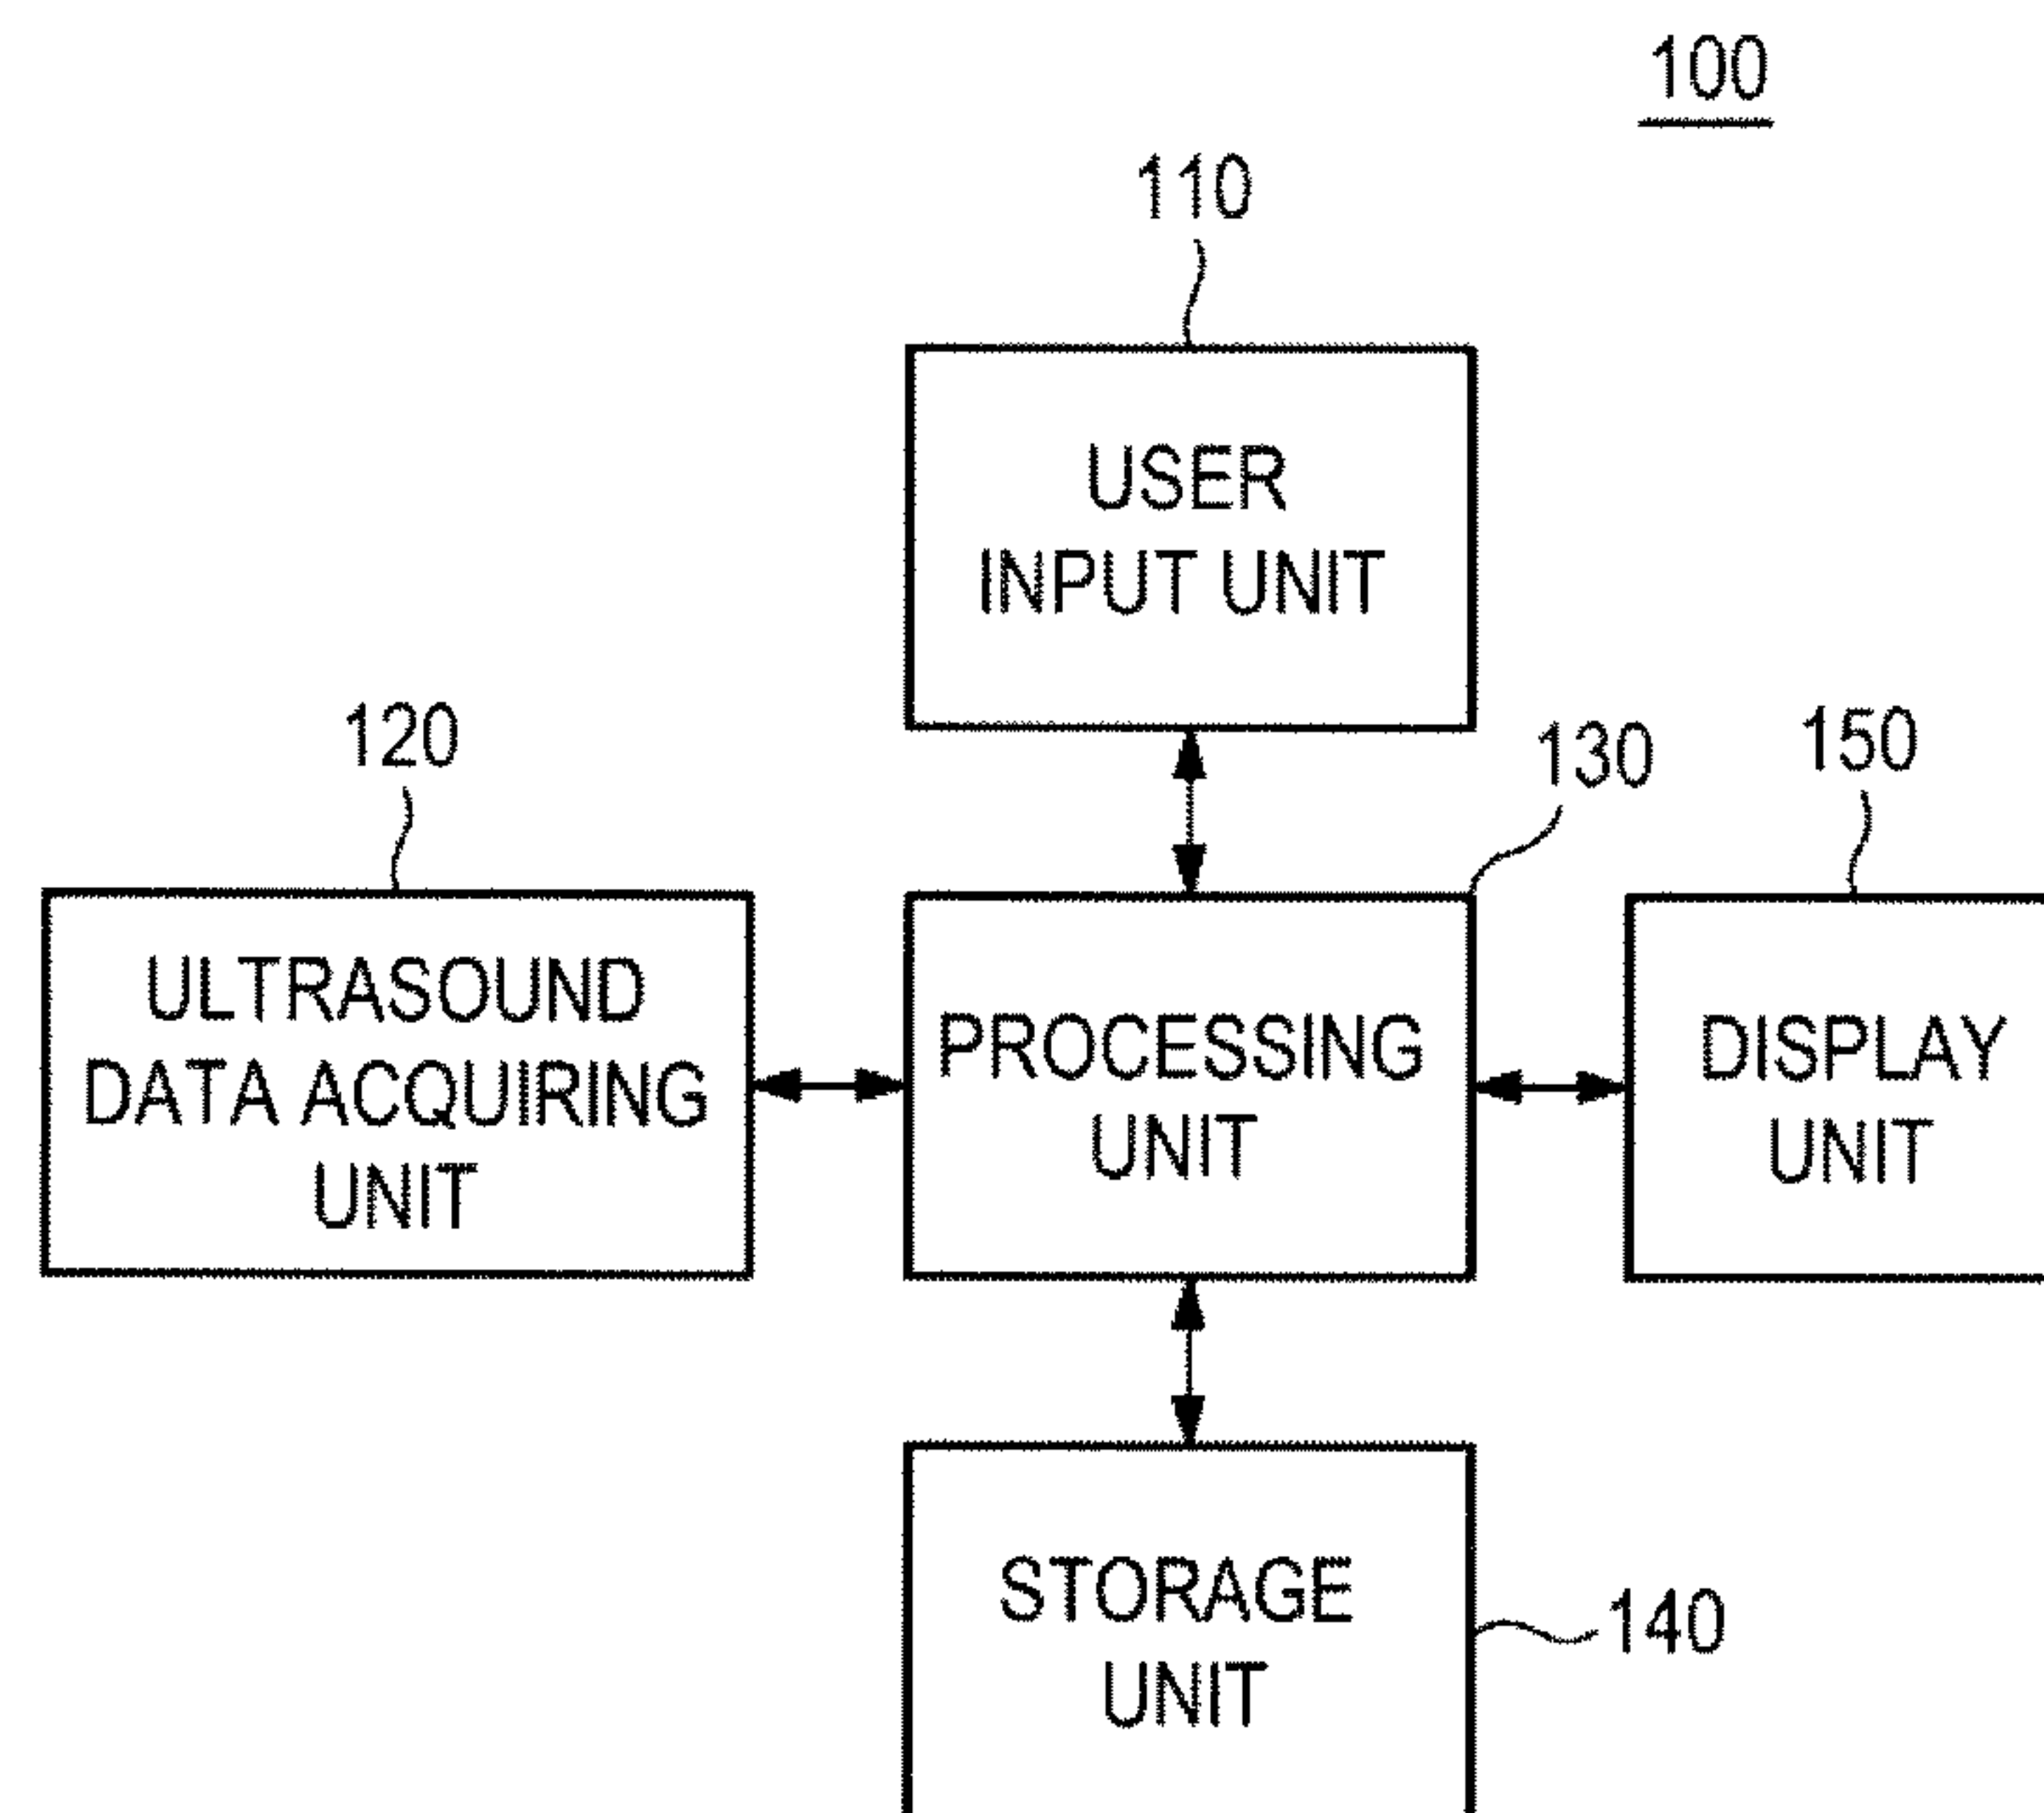 100
110
USER
INPUT UNIT
120
130
150
ULTRASOUND
DATA ACQUIRING
UNIT
PROCESSING
UNIT
DISPLAY
UNIT
STORAGE
UNIT
140